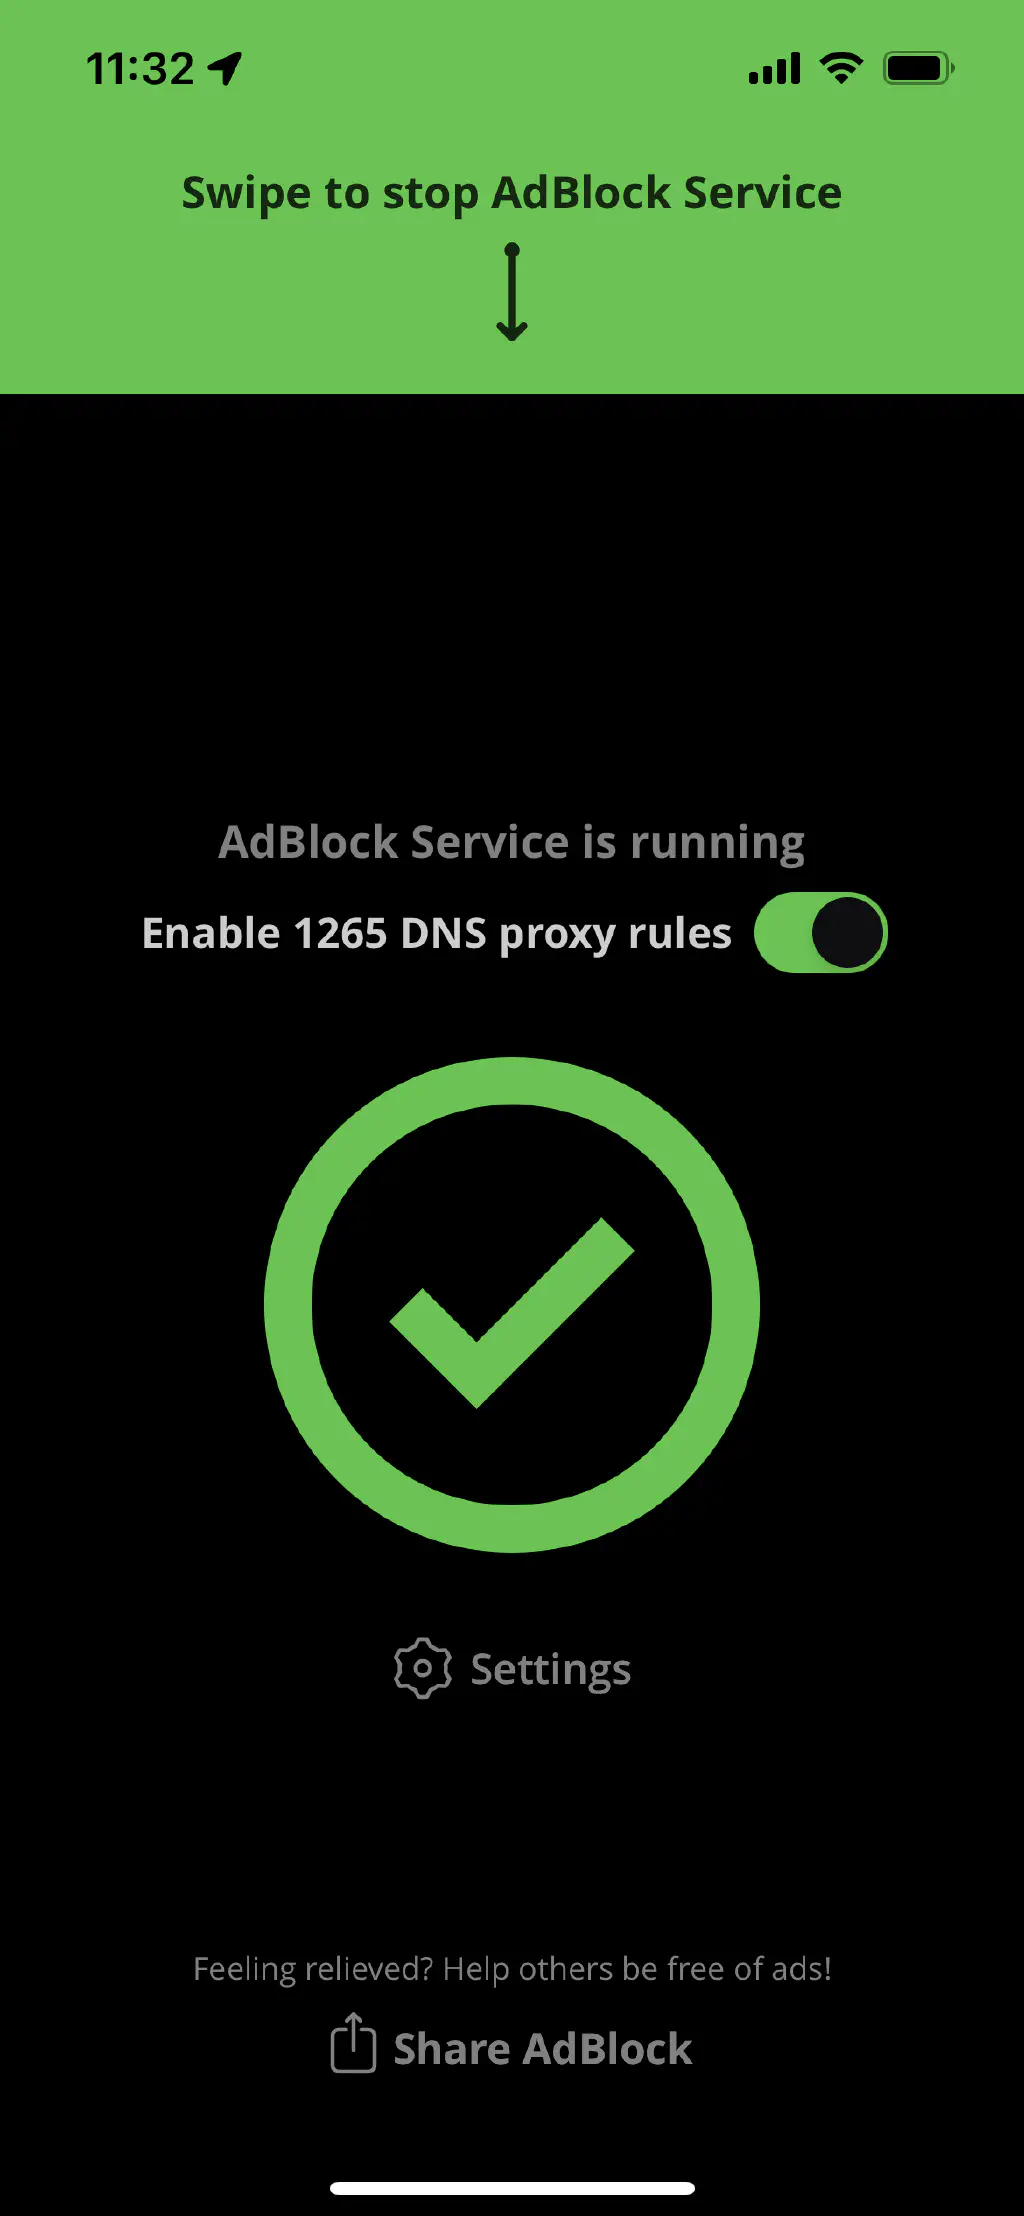 11:32
Swipe to stop AdBlock Service
AdBlock Service is running
Enable 1265 DNS proxy rules
Settings
Feeling relieved? Help others be free of ads!
Share AdBlock